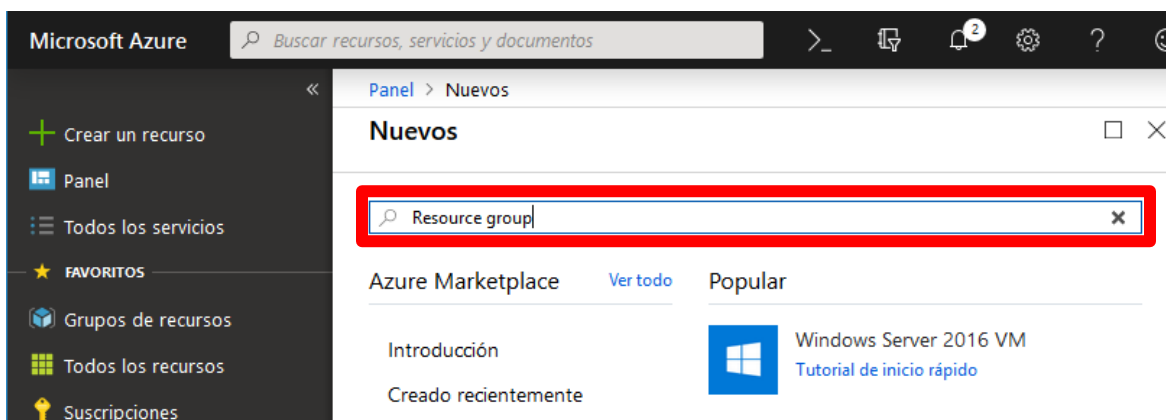 Microsoft Azure
Buscar recursos, servicios y documentos
>_
2
?
«
Crear un recurso
Panel
Todos los servicios
FAVORITOS
Grupos de recursos
Todos los recursos
Suscripciones
Panel > Nuevos
Nuevos
Resource group
Azure Marketplace
Ver todo
Popular
Introducción
Creado recientemente
Windows Server 2016 VM
Tutorial de inicio rápido